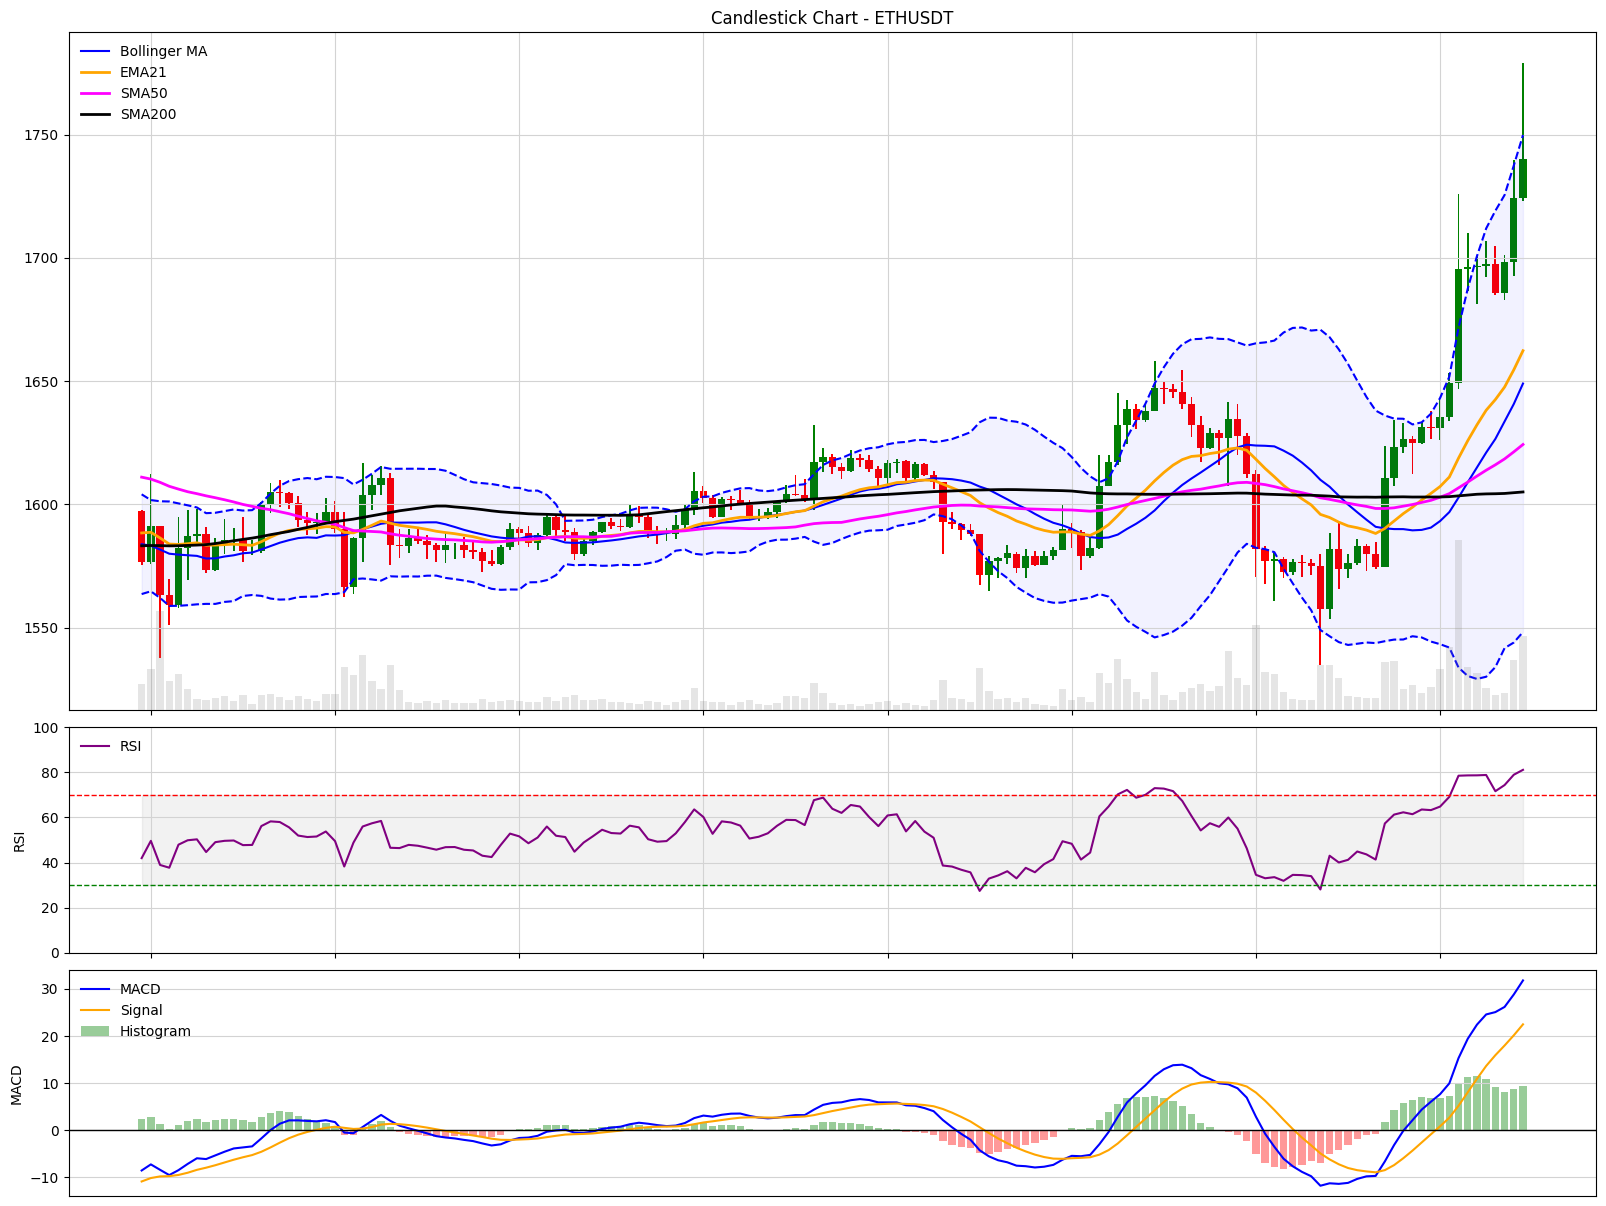 Candlestick Chart - ETHUSDT
Bollinger MA
EMA21
SMA50
SMA200
1750
1700
1650
1600
1550
100
80
60
40
20
0
RSI
RSI
30
20
10
0
−10
MACD
MACD
Signal
Histogram